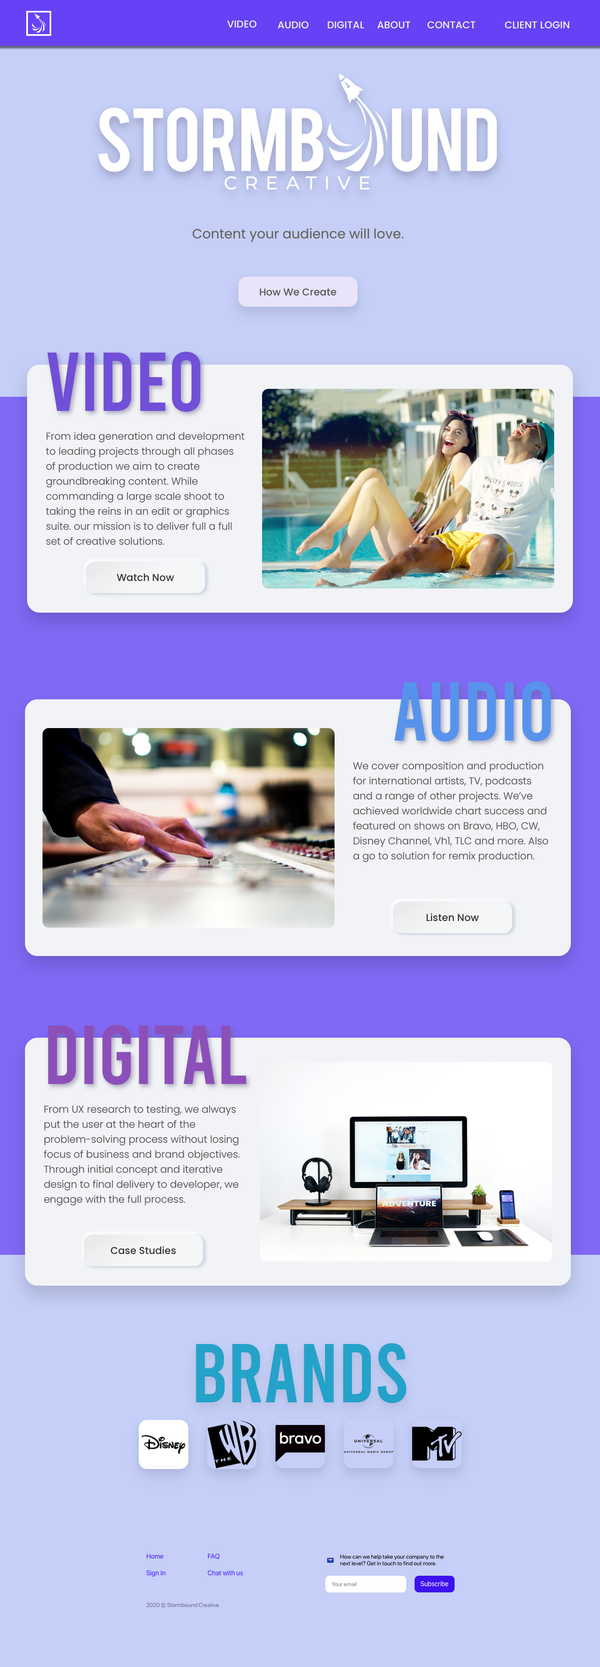 VIDEO AUDIO DIGITAL ABOUT CONTACT CLIENT LOGIN
STORMB UND
CREATIVE
Content your audience will love.
How We Create
VIDEO
From idea generation and development
to leading projects through all phases
of production we aim to create
groundbreaking content. While
commanding a large scale shoot to
taking the reins in an edit or graphics
suite. our mission is to deliver full a full
set of creative solutions.
Watch Now
AUDIO
We cover composition and production
for international artists, TV, podcasts
and a range of other projects. We've
achieved worldwide chart success and
featured on shows on Bravo, HBO, CW,
Disney Channel, Vh1, TLC and more. Also
a go to solution for remix production.
Listen Now
DIGITAL
From UX research to testing, we always
put the user at the heart of the
problem-solving process without losing
focus of business and brand objectives.
Through initial concept and iterative
design to final delivery to developer, we
engage with the full process.
ADVENTURE
Case Studies
BRANDS
Disney
THE WB
bravo
UNIVERSAL
UNIVERSAL MUSIC GROUP
MTV
Home FAQ
Sign In Chat with us
2020 © Stormbound Creative
How can we help take your company to the
next level? Get in touch to find out more.
Your email
Subscribe